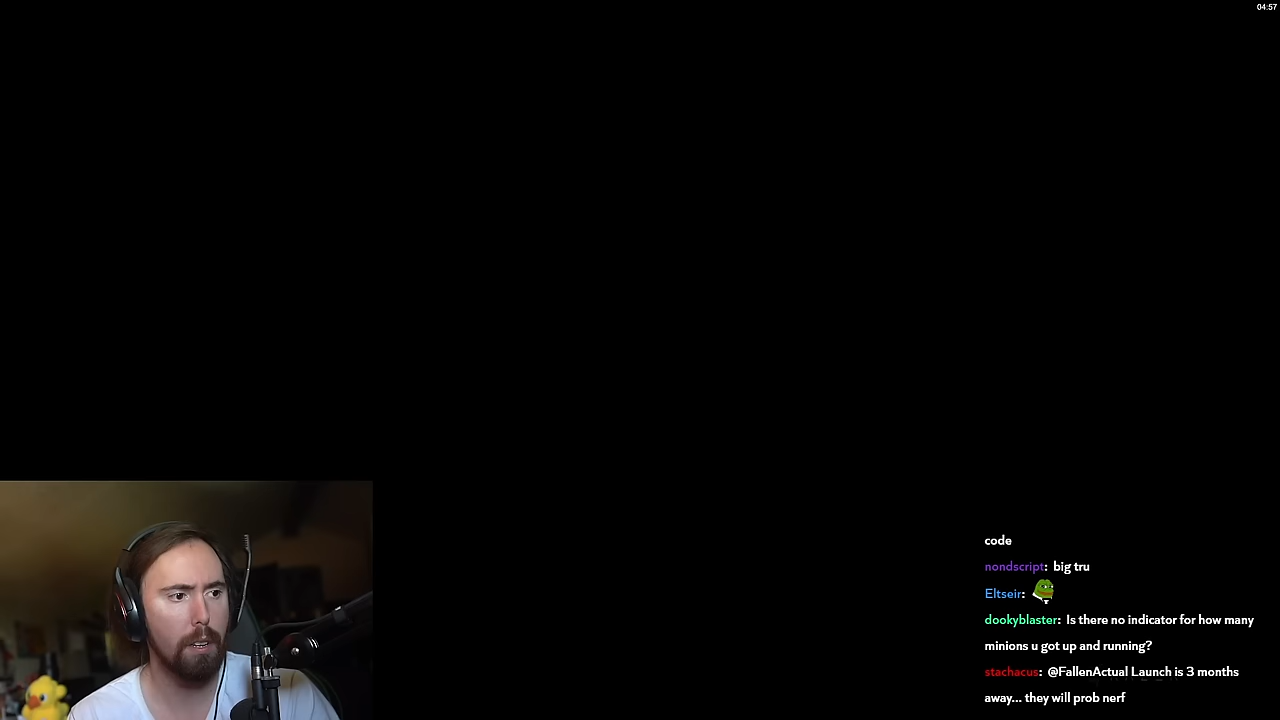 04:57
code
nondscript: big tru
Eltseir:
dookyblaster: Is there no indicator for how many
minions u got up and running?
stachacus: @FallenActual Launch is 3 months
away... they will prob nerf